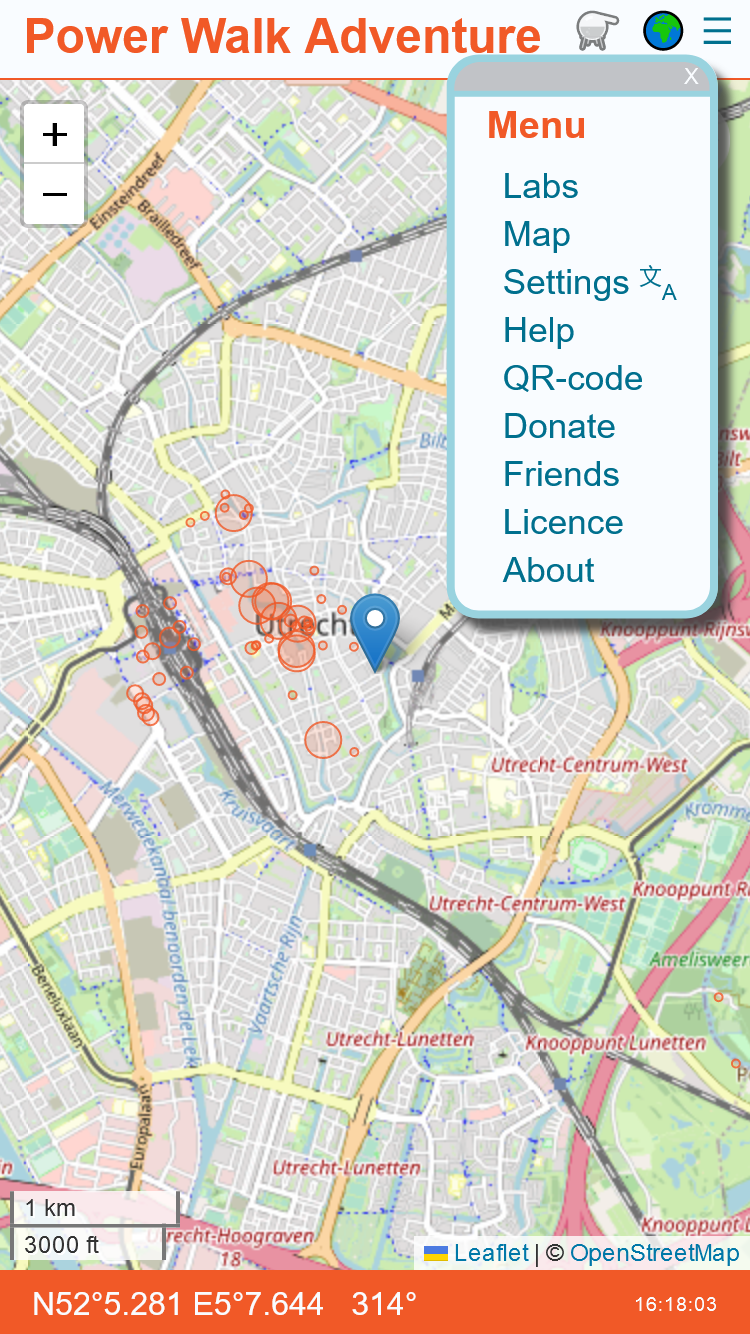 Power Walk Adventure
X
Menu
Labs
Map
Settings 文A
Help
QR-code
Donate
Friends
Licence
About
+
−
Einsteindreef
Brailledreef
Bilt
Utrecht
Knooppunt Rijnsw
Utrecht-Centrum-West
Kromme
Kruisvaart
Merwedekanaal benoorden de Lek
Knooppunt R
Utrecht-Centrum-West
Vaartsche Rijn
Amelisweer
Beneluxlaan
Utrecht-Lunetten
Knooppunt Lunetten
Europalaan
Utrecht-Lunetten
1 km
3000 ft
Utrecht-Hoograven
18
Knooppunt L
Leaflet | © OpenStreetMap
N52°5.281 E5°7.644 314°
16:18:03